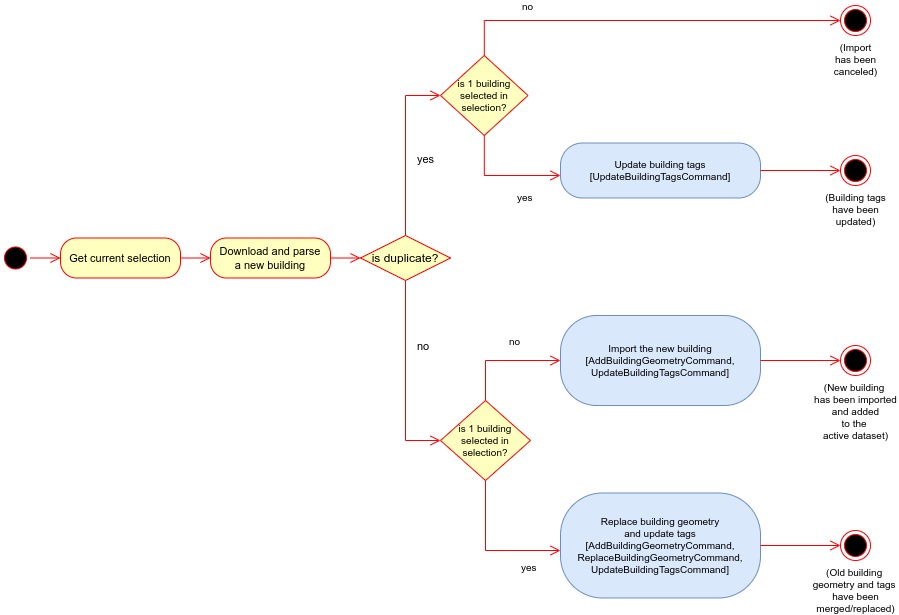 no
(Import
has been
canceled)
is 1 building
selected in
selection?
yes
Update building tags
[UpdateBuildingTagsCommand]
yes
(Building tags
have been
updated)
Get current selection
Download and parse
a new building
is duplicate?
no
no
Import the new building
[AddBuildingGeometryCommand,
UpdateBuildingTagsCommand]
(New building
has been imported
and added
to the
active dataset)
is 1 building
selected in
selection?
Replace building geometry
and update tags
[AddBuildingGeometryCommand,
ReplaceBuildingGeometryCommand,
UpdateBuildingTagsCommand]
yes
(Old building
geometry and tags
have been
merged/replaced)